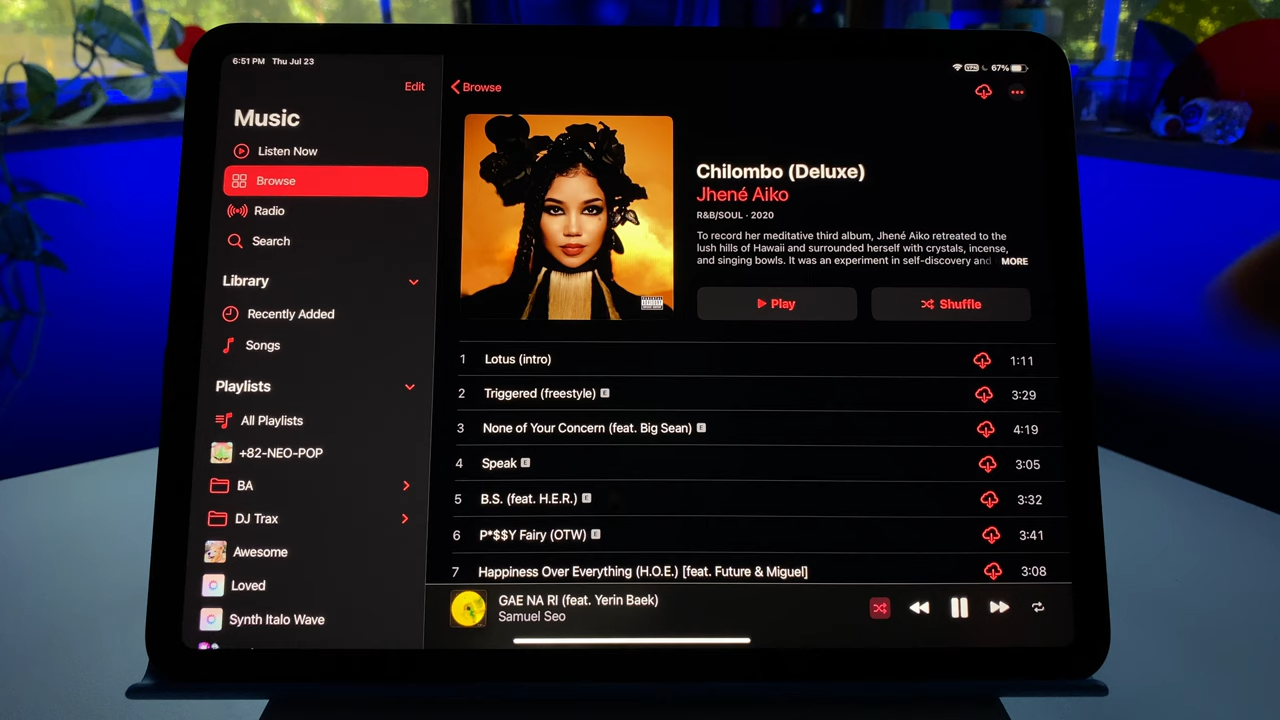 6:51 PM Thu Jul 23
VPN 67%
Edit
Music
Listen Now
Browse
Radio
Search
Library
Recently Added
Songs
Playlists
All Playlists
+82-NEO-POP
BA
DJ Trax
Awesome
Loved
Synth Italo Wave
Browse
Chilombo (Deluxe)
Jhené Aiko
R&B/SOUL · 2020
To record her meditative third album, Jhené Aiko retreated to the
lush hills of Hawaii and surrounded herself with crystals, incense,
and singing bowls. It was an experiment in self-discovery and MORE
Play
Shuffle
1 Lotus (intro) 1:11
2 Triggered (freestyle) E 3:29
3 None of Your Concern (feat. Big Sean) E 4:19
4 Speak E 3:05
5 B.S. (feat. H.E.R.) E 3:32
6 P*$$Y Fairy (OTW) E 3:41
7 Happiness Over Everything (H.O.E.) [feat. Future & Miguel] 3:08
GAE NA RI (feat. Yerin Baek)
Samuel Seo